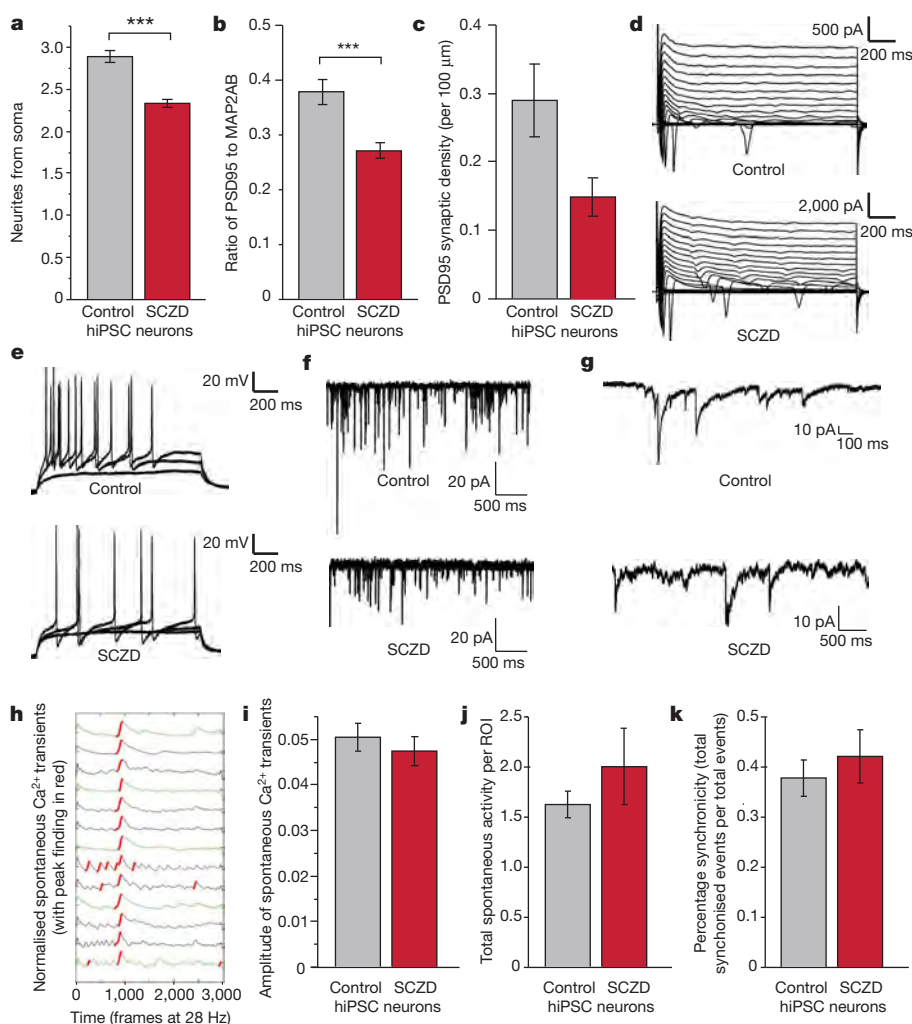 a
***
3.0
2.5
2.0
1.5
1.0
0.5
0
Neurites from soma
Control SCZD
hiPSC neurons
b
***
0.5
0.4
0.3
0.2
0.1
0
Ratio of PSD95 to MAP2AB
Control SCZD
hiPSC neurons
c
0.4
0.3
0.2
0.1
0
PSD95 synaptic density (per 100 μm)
Control SCZD
hiPSC neurons
d
500 pA
200 ms
Control
2,000 pA
200 ms
SCZD
e
20 mV
200 ms
Control
20 mV
200 ms
SCZD
f
Control
20 pA
500 ms
20 pA
SCZD
500 ms
g
10 pA
100 ms
Control
10 pA
SCZD
500 ms
h
Normalised spontaneous Ca²⁺ transients
(with peak finding in red)
0 1,000 2,000 3,000
Time (frames at 28 Hz)
i
0.05
0.04
0.03
0.02
0.01
0
Amplitude of spontaneous Ca²⁺ transients
Control SCZD
hiPSC neurons
j
2.5
2.0
1.5
1.0
0.5
0
Total spontaneous activity per ROI
Control SCZD
hiPSC neurons
k
0.5
0.4
0.3
0.2
0.1
0
Percentage synchronicity (total
synchonised events per total events)
Control SCZD
hiPSC neurons